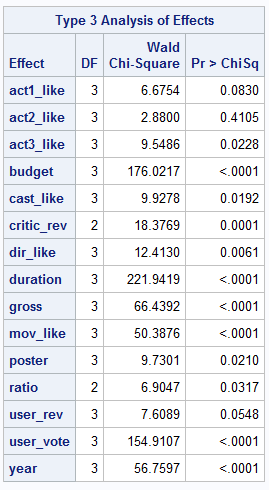 Type 3 Analysis of Effects
Effect DF Wald Chi-Square Pr > ChiSq
act1_like 3 6.6754 0.0830
act2_like 3 2.8800 0.4105
act3_like 3 9.5486 0.0228
budget 3 176.0217 <.0001
cast_like 3 9.9278 0.0192
critic_rev 2 18.3769 0.0001
dir_like 3 12.4130 0.0061
duration 3 221.9419 <.0001
gross 3 66.4392 <.0001
mov_like 3 50.3876 <.0001
poster 3 9.7301 0.0210
ratio 2 6.9047 0.0317
user_rev 3 7.6089 0.0548
user_vote 3 154.9107 <.0001
year 3 56.7597 <.0001